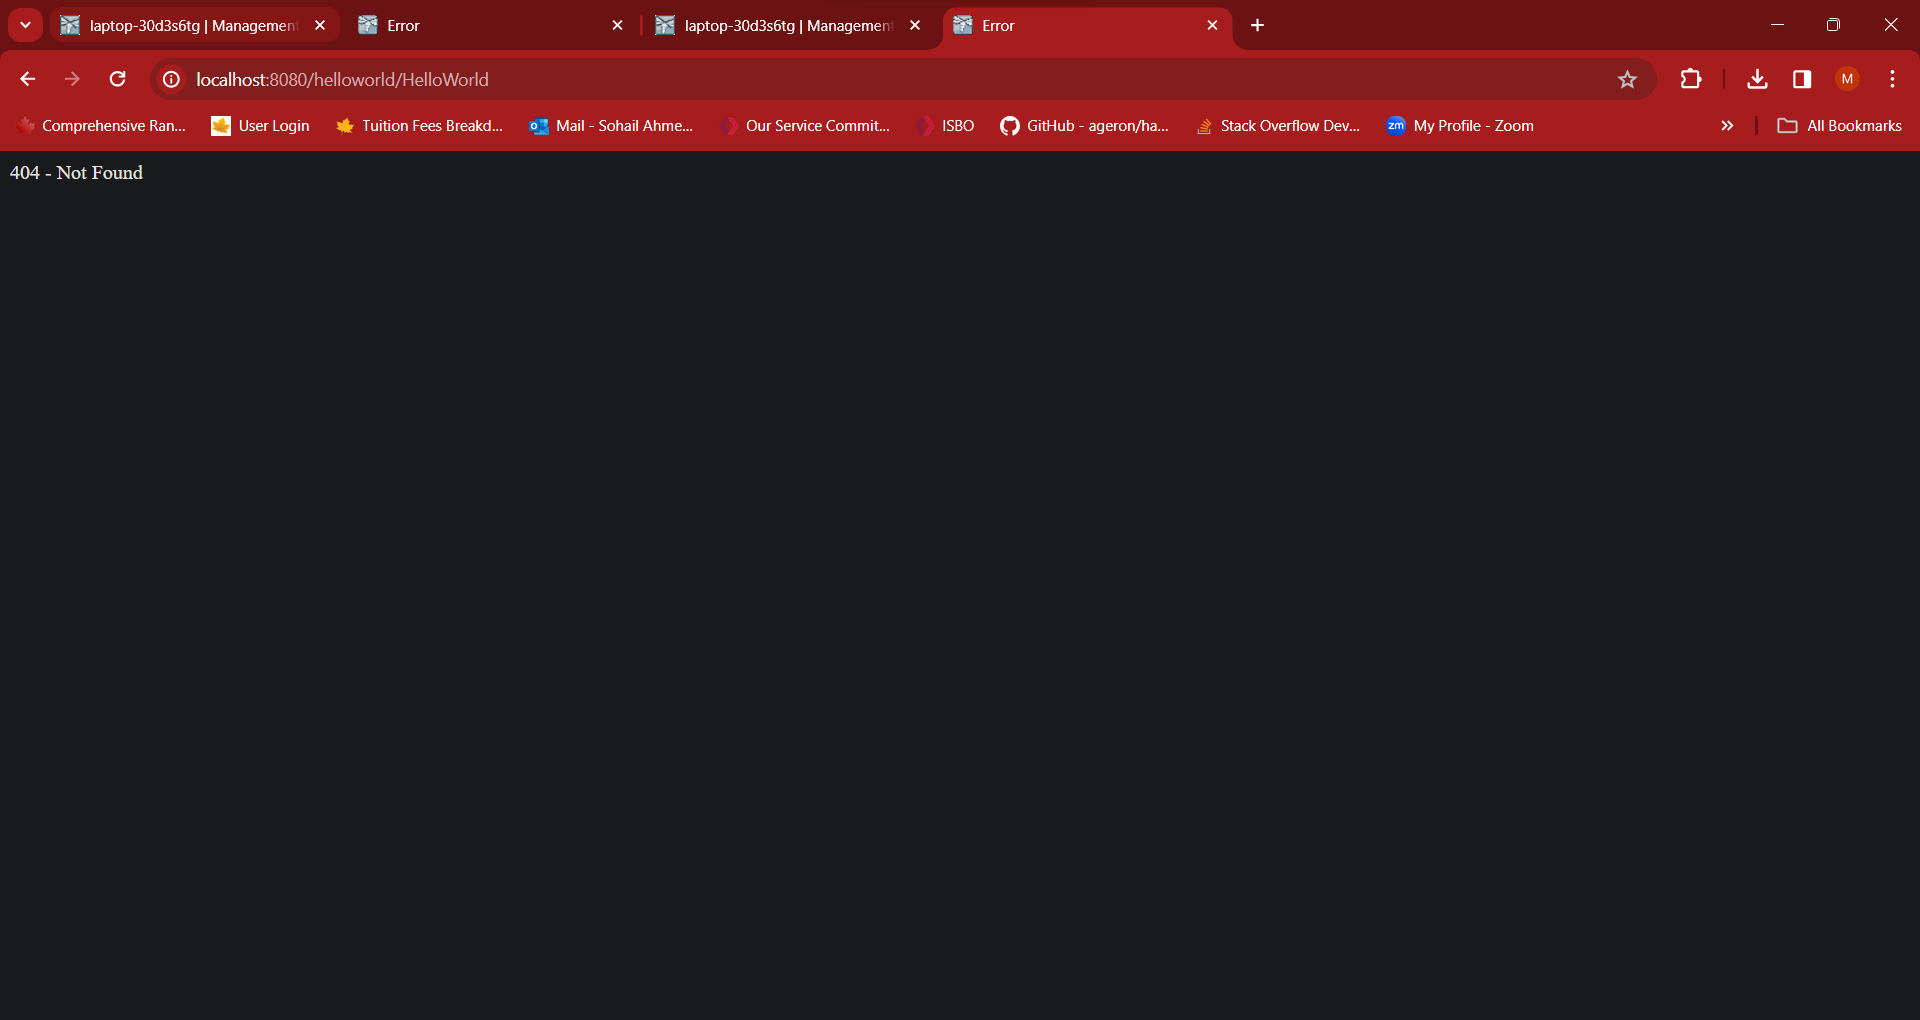 laptop-30d3s6tg | Management
Error
laptop-30d3s6tg | Management
Error
localhost:8080/helloworld/HelloWorld
M
Comprehensive Ran...
User Login
Tuition Fees Breakd...
Mail - Sohail Ahme...
Our Service Commit...
ISBO
GitHub - ageron/ha...
Stack Overflow Dev...
zm
My Profile - Zoom
All Bookmarks
404 - Not Found